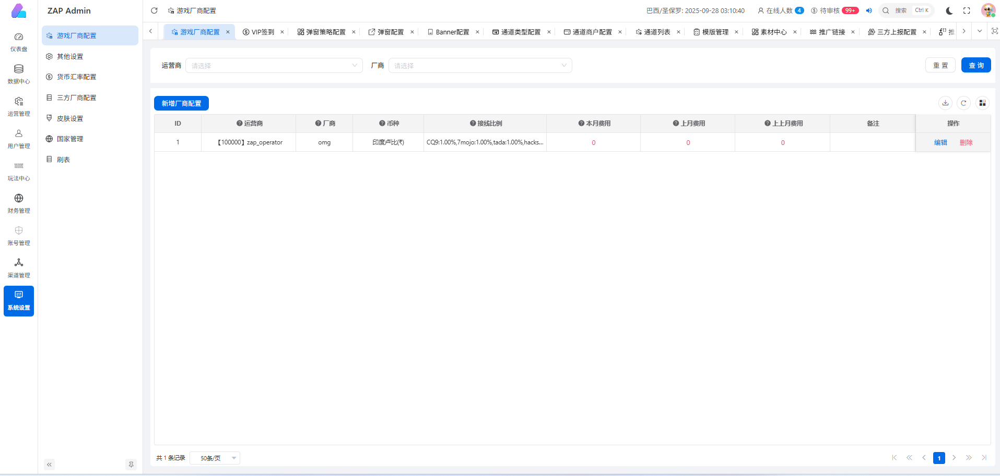 ZAP Admin
游戏厂商配置
巴西/圣保罗: 2025-09-28 03:10:40
在线人数 4
待审核 99+
搜索 Ctrl K
仪表盘
数据中心
运营管理
用户管理
玩法中心
财务管理
账号管理
渠道管理
系统设置
游戏厂商配置
其他设置
货币汇率配置
三方厂商配置
皮肤设置
国家管理
刷表
游戏厂商配置 VIP签到 弹窗策略配置 弹窗配置 Banner配置 通道类型配置 通道商户配置 通道列表 模版管理 素材中心 推广链接 三方上报配置 推
运营商 请选择 厂商 请选择 重置 查询
新增厂商配置
ID 运营商 厂商 币种 接线比例 本月费用 上月费用 上上月费用 备注 操作
1 【100000】zap_operator omg 印度卢比(₹) CQ9:1.00%,7mojo:1.00%,tada:1.00%,hacks... 0 0 0 编辑 删除
共 1 条记录 50条/页 1